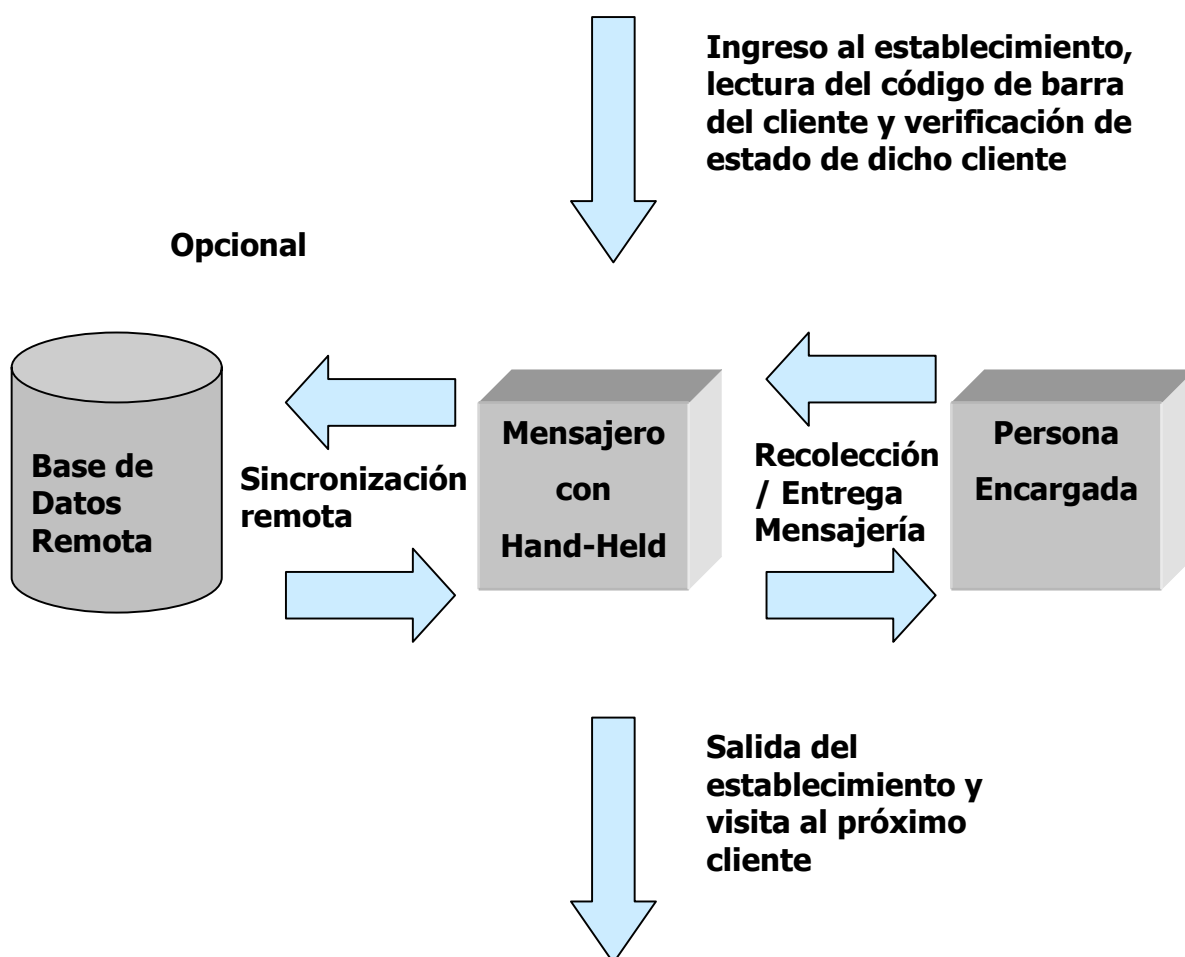 Ingreso al establecimiento,
lectura del código de barra
del cliente y verificación de
estado de dicho cliente
Opcional
Base de
Datos
Remota
Sincronización
remota
Mensajero
con
Hand-Held
Recolección
/ Entrega
Mensajería
Persona
Encargada
Salida del
establecimiento y
visita al próximo
cliente